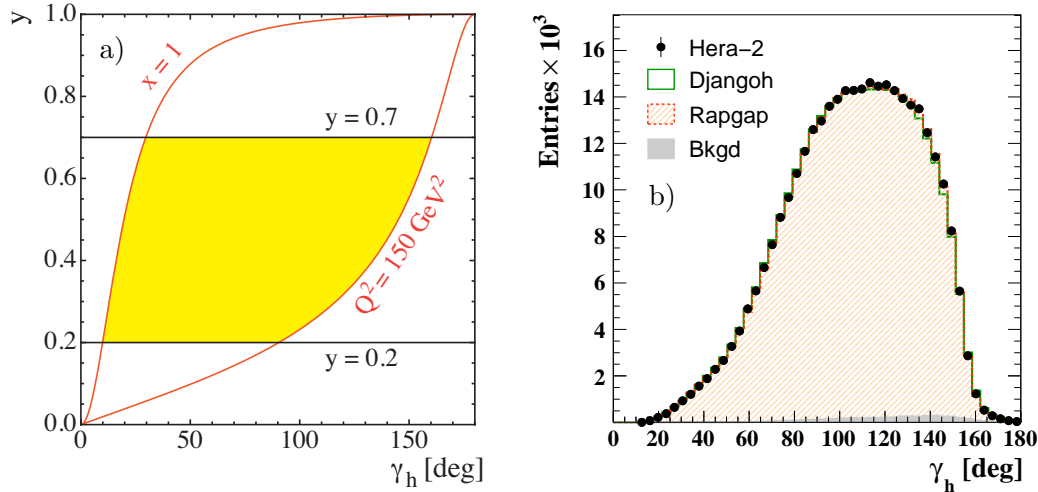 y
a)
1.0
0.8
0.6
0.4
0.2
0.0
x = 1
y = 0.7
Q² = 150 GeV²
y = 0.2
0 50 100 150
γ_h [deg]
Entries × 10³
16
14
12
10
8
6
4
2
Hera-2
Djangoh
Rapgap
Bkgd
b)
0 20 40 60 80 100 120 140 160 180
γ_h [deg]